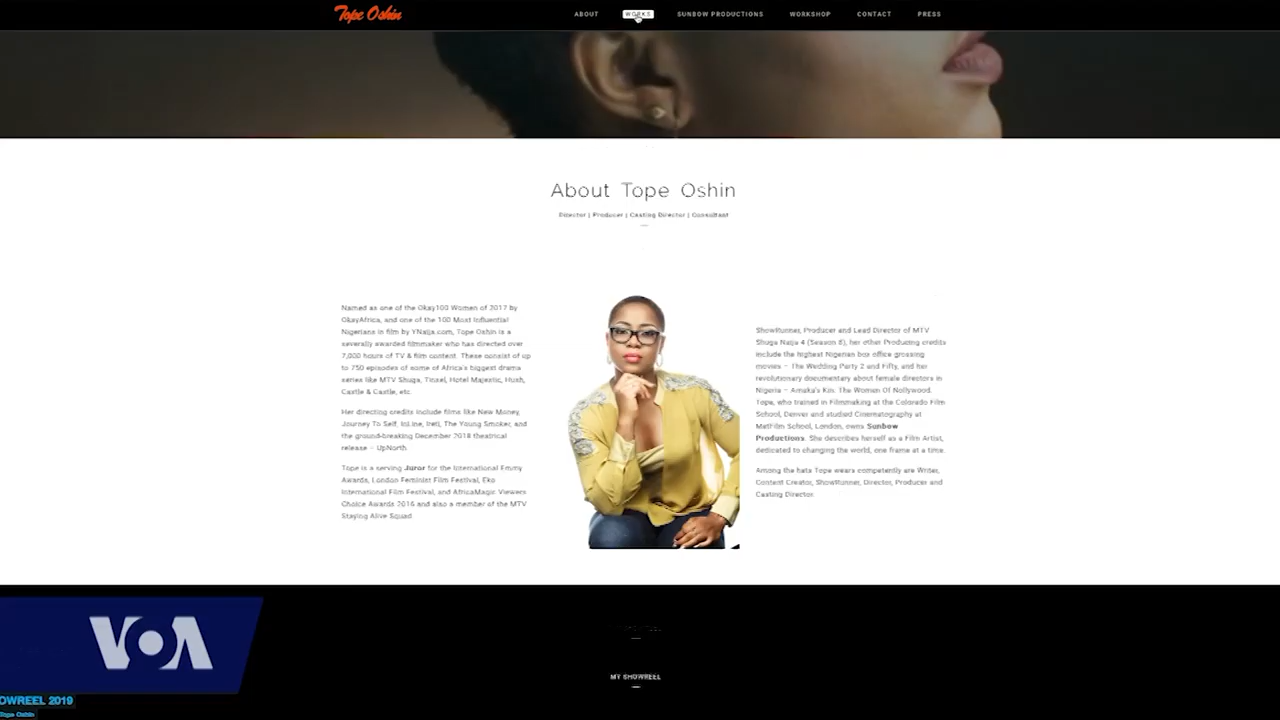 Tope Oshin
ABOUT
WORKS
SUNBOW PRODUCTIONS
WORKSHOP
CONTACT
PRESS
About Tope Oshin
Director | Producer | Casting Director | Consultant
Named as one of the Okay100 Women of 2017 by
OkayAfrica, and one of the 100 Most Influential
Nigerians in film by YNaija.com, Tope Oshin is a
severally awarded filmmaker who has directed over
7,000 hours of TV & film content. These consist of up
to 750 episodes of some of Africa's biggest drama
series like MTV Shuga, Tinsel, Hotel Majestic, Hush,
Castle & Castle, etc.
Her directing credits include films like New Money,
Journey To Self, In-Line, Ireti, The Young Smoker, and
the ground-breaking December 2018 theatrical
release – UpNorth.
Tope is a serving Juror for the International Emmy
Awards, London Feminist Film Festival, Eko
International Film Festival, and AfricaMagic Viewers
Choice Awards 2016 and also a member of the MTV
Staying Alive Squad
ShowRunner, Producer and Lead Director of MTV
Shuga Naija 4 (Season 8), her other Producing credits
include the highest Nigerian box office grossing
movies – The Wedding Party 2 and Fifty, and her
revolutionary documentary about female directors in
Nigeria – Amaka's Kin: The Women Of Nollywood.
Tope, who trained in Filmmaking at the Colorado Film
School, Denver and studied Cinematography at
MetFilm School, London, owns Sunbow
Productions. She describes herself as a Film Artist,
dedicated to changing the world, one frame at a time.
Among the hats Tope wears competently are Writer,
Content Creator, ShowRunner, Director, Producer and
Casting Director.
VOA
MY SHOWREEL
OWREEL 2019
Tope Oshin